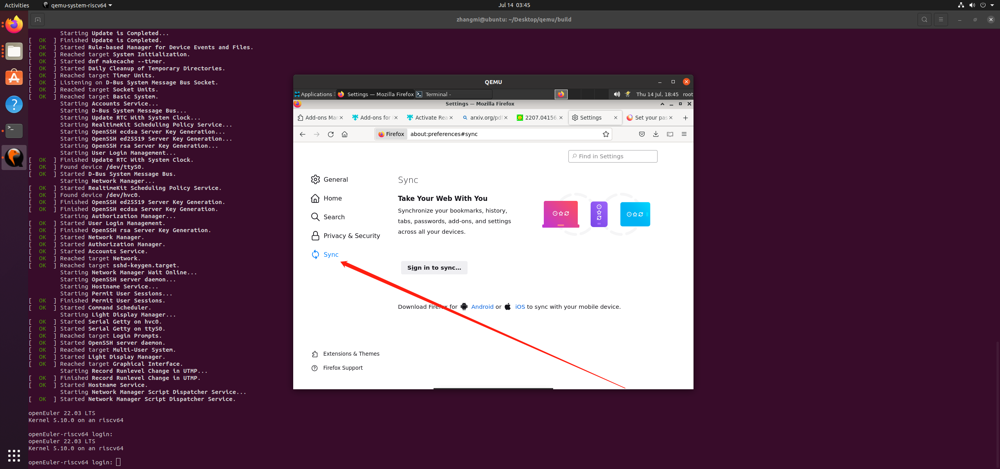 Activities
qemu-system-riscv64
Jul 14 03:45
zhangmi@ubuntu: ~/Desktop/qemu/build
Starting Update is Completed...
[ OK ] Finished Update is Completed.
[ OK ] Started Rule-based Manager for Device Events and Files.
[ OK ] Reached target System Initialization.
[ OK ] Started dnf makecache --timer.
[ OK ] Started Daily Cleanup of Temporary Directories.
[ OK ] Reached target Timer Units.
[ OK ] Listening on D-Bus System Message Bus Socket.
[ OK ] Reached target Socket Units.
[ OK ] Reached target Basic System.
Starting Accounts Service...
Starting D-Bus System Message Bus...
Starting Update RTC With System Clock...
Starting RealtimeKit Scheduling Policy Service...
Starting OpenSSH ecdsa Server Key Generation...
Starting OpenSSH ed25519 Server Key Generation...
Starting OpenSSH rsa Server Key Generation...
Starting User Login Management...
[ OK ] Finished Update RTC With System Clock.
[ OK ] Found device /dev/ttyS0.
[ OK ] Started D-Bus System Message Bus.
Starting Network Manager...
[ OK ] Started RealtimeKit Scheduling Policy Service.
[ OK ] Found device /dev/hvc0.
[ OK ] Finished OpenSSH ed25519 Server Key Generation.
[ OK ] Finished OpenSSH ecdsa Server Key Generation.
Starting Authorization Manager...
[ OK ] Started User Login Management.
[ OK ] Finished OpenSSH rsa Server Key Generation.
[ OK ] Started Network Manager.
[ OK ] Started Authorization Manager.
[ OK ] Started Accounts Service.
[ OK ] Reached target Network.
[ OK ] Reached target sshd-keygen.target.
Starting Network Manager Wait Online...
Starting OpenSSH server daemon...
Starting Hostname Service...
Starting Permit User Sessions...
[ OK ] Finished Permit User Sessions.
[ OK ] Started Command Scheduler.
Starting Light Display Manager...
[ OK ] Started Serial Getty on hvc0.
[ OK ] Started Serial Getty on ttyS0.
[ OK ] Reached target Login Prompts.
[ OK ] Started OpenSSH server daemon.
[ OK ] Reached target Multi-User System.
[ OK ] Started Light Display Manager.
[ OK ] Reached target Graphical Interface.
Starting Record Runlevel Change in UTMP...
[ OK ] Finished Record Runlevel Change in UTMP.
[ OK ] Started Hostname Service.
Starting Network Manager Script Dispatcher Service...
[ OK ] Started Network Manager Script Dispatcher Service.
openEuler 22.03 LTS
Kernel 5.10.0 on an riscv64
openEuler-riscv64 login:
openEuler 22.03 LTS
Kernel 5.10.0 on an riscv64
openEuler-riscv64 login:
QEMU
Applications
Settings — Mozilla Firefox
Terminal -
Thu 14 Jul, 18:45 root
Settings — Mozilla Firefox
Add-ons Man
Add-ons for
Activate Rea
arxiv.org/pdf
2207.04156
Settings
Set your pas
Firefox
about:preferences#sync
Find in Settings
General
Home
Search
Privacy & Security
Sync
Extensions & Themes
Firefox Support
Sync
Take Your Web With You
Synchronize your bookmarks, history,
tabs, passwords, add-ons, and settings
across all your devices.
Sign in to sync...
Download Firefox for Android or iOS to sync with your mobile device.